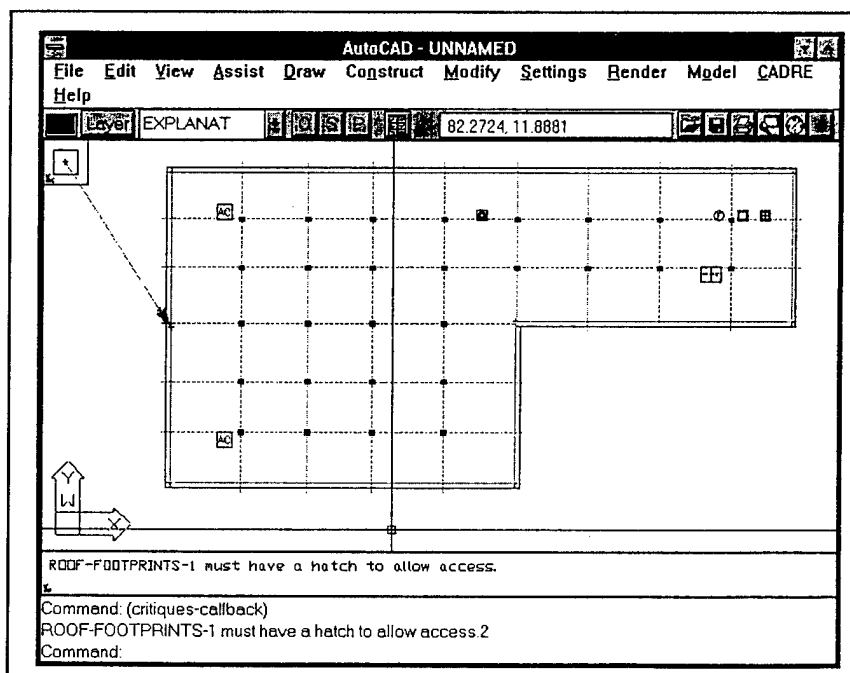 AutoCAD - UNNAMED
File Edit View Assist Draw Construct Modify Settings Render Model CADRE
Help
Layer EXPLANAT O S P 82.2724, 11.8881
AC
AC
Y
W
X
ROOF-FOOTPRINTS-1 must have a hatch to allow access.
Command: (critiques-callback)
ROOF-FOOTPRINTS-1 must have a hatch to allow access.2
Command: